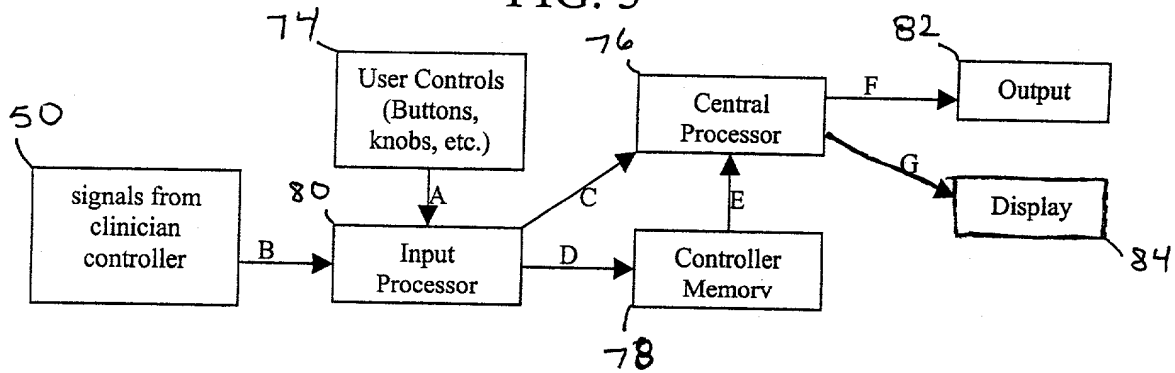 FIG. 5
74
76
82
User Controls
(Buttons,
knobs, etc.)
Central
Processor
F
Output
50
signals from
clinician
controller
80
A
C
E
G
Display
84
B
Input
Processor
D
Controller
Memory
78